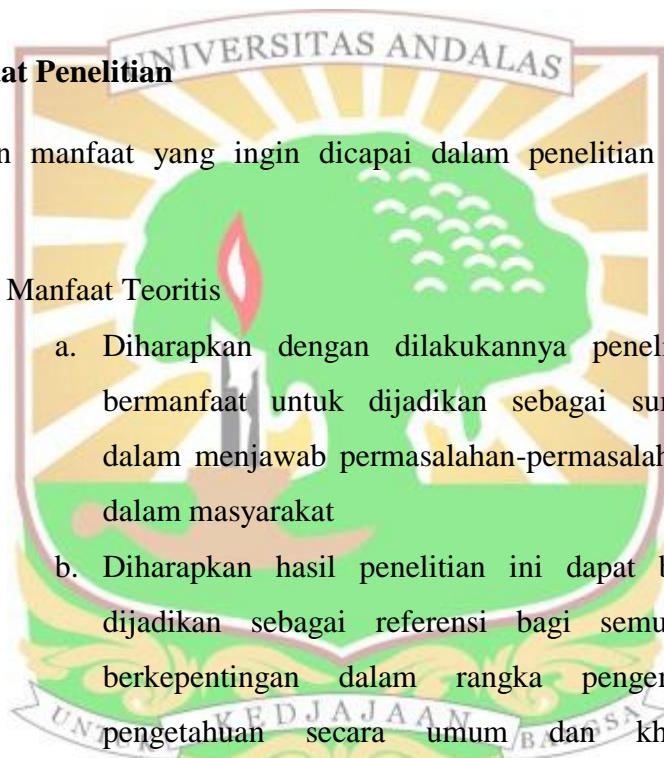 UNIVERSITAS ANDALAS
at Penelitian
n manfaat yang ingin dicapai dalam penelitian
Manfaat Teoritis
a. Diharapkan dengan dilakukannya penel
bermanfaat untuk dijadikan sebagai su
dalam menjawab permasalahan-permasalah
dalam masyarakat
b. Diharapkan hasil penelitian ini dapat b
dijadikan sebagai referensi bagi semu
berkepentingan dalam rangka penge
pengetahuan secara umum dan kh
UNTUK KEDJAJAAN BANGSA